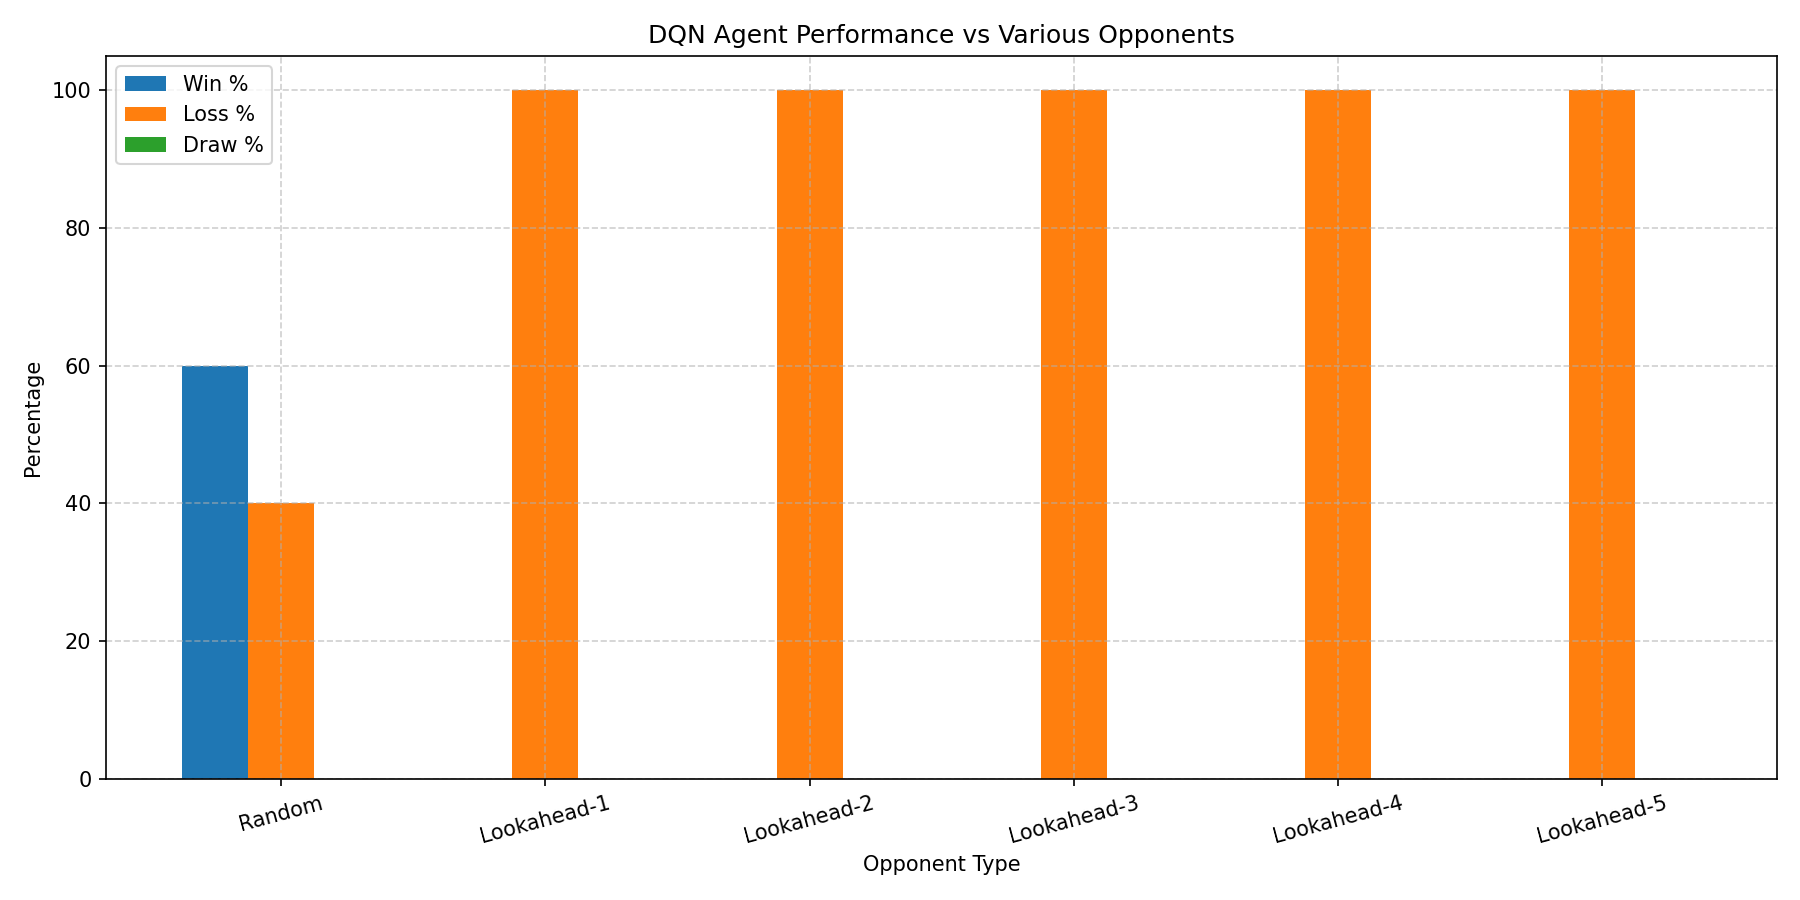 DQN Agent Performance vs Various Opponents
Win %
Loss %
Draw %
100
80
60
40
20
0
Percentage
Random
Lookahead-1
Lookahead-2
Lookahead-3
Lookahead-4
Lookahead-5
Opponent Type